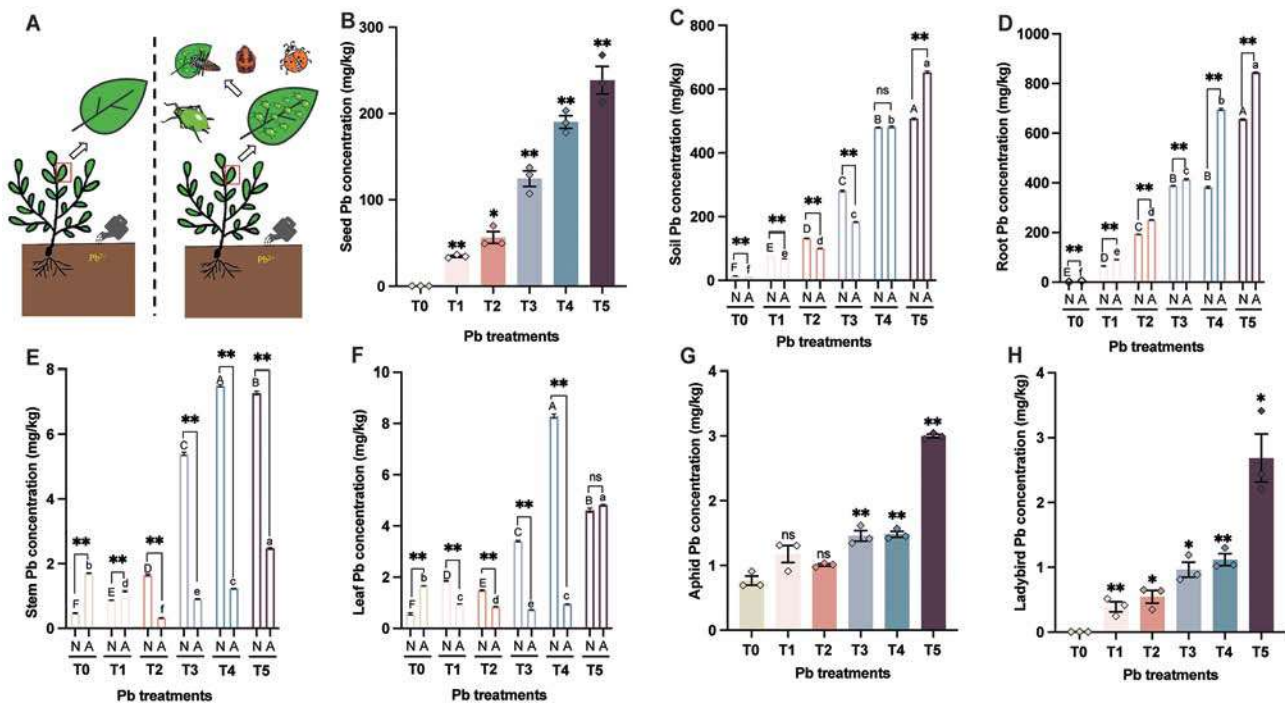 A
Pb2+
Pb2+
B
Seed Pb concentration (mg/kg)
300
200
100
0
**
*
**
**
**
T0 T1 T2 T3 T4 T5
Pb treatments
C
Soil Pb concentration (mg/kg)
800
600
400
200
0
**
**
**
**
ns
**
F f
E e
D d
C c
B b
A a
N A N A N A N A N A N A
T0 T1 T2 T3 T4 T5
Pb treatments
D
Root Pb concentration (mg/kg)
1000
800
600
400
200
0
**
**
**
**
**
**
E f
D e
C d
B c
B b
A a
N A N A N A N A N A N A
T0 T1 T2 T3 T4 T5
Pb treatments
E
Stem Pb concentration (mg/kg)
8
6
4
2
0
**
**
**
**
**
**
F b
E d
D f
C e
A c
B a
N A N A N A N A N A N A
T0 T1 T2 T3 T4 T5
Pb treatments
F
Leaf Pb concentration (mg/kg)
10
8
6
4
2
0
**
**
**
**
**
ns
F b
D c
E d
C e
A c
B a
N A N A N A N A N A N A
T0 T1 T2 T3 T4 T5
Pb treatments
G
Aphid Pb concentration (mg/kg)
4
3
2
1
0
ns
ns
**
**
**
T0 T1 T2 T3 T4 T5
Pb treatments
H
Ladybird Pb concentration (mg/kg)
4
3
2
1
0
**
*
*
**
*
T0 T1 T2 T3 T4 T5
Pb treatments